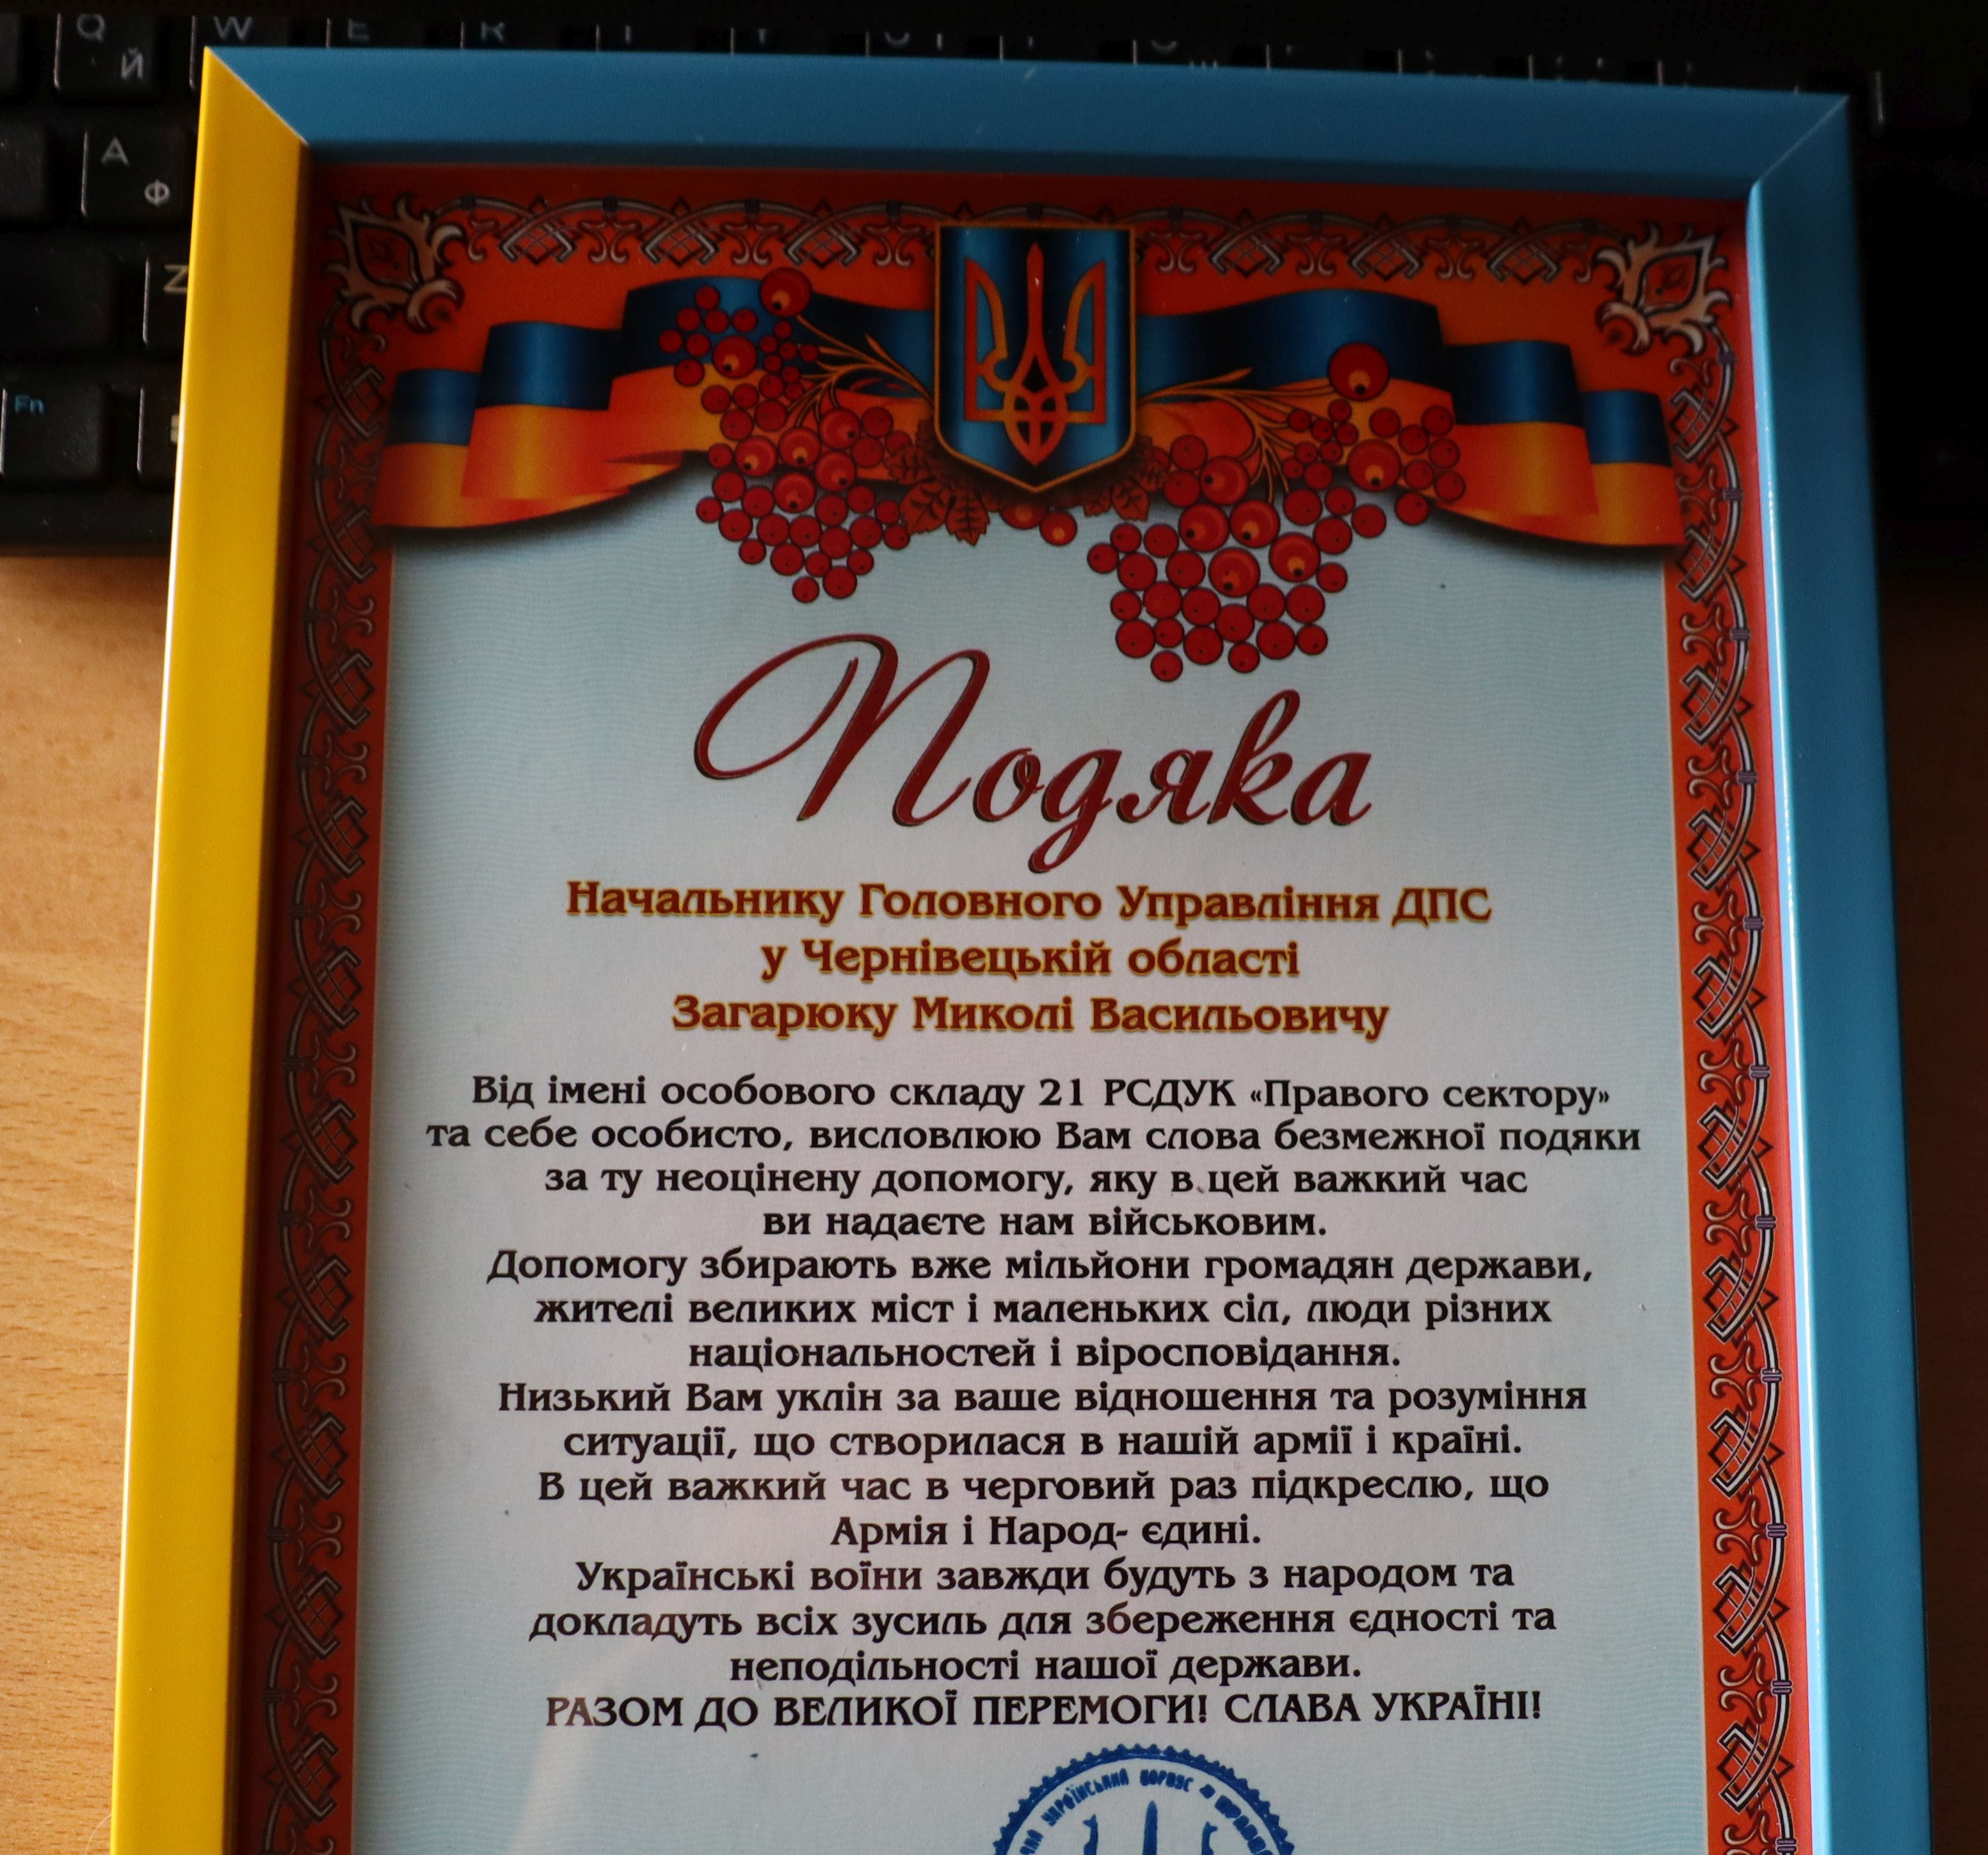 Q
W
E
R
Й
A
Ф
Z
Fn
Подяка
Начальнику Головного Управління ДПС
у Чернівецькій області
Загарюку Миколі Васильовичу
Від імені особового складу 21 РСДУК «Правого сектору»
та себе особисто, висловлюю Вам слова безмежної подяки
за ту неоцінену допомогу, яку в цей важкий час
ви надаєте нам військовим.
Допомогу збирають вже мільйони громадян держави,
жителі великих міст і маленьких сіл, люди різних
національностей і віросповідання.
Низький Вам уклін за ваше відношення та розуміння
ситуації, що створилася в нашій армії і країні.
В цей важкий час в черговий раз підкреслю, що
Армія і Народ- єдині.
Українські воїни завжди будуть з народом та
докладуть всіх зусиль для збереження єдності та
неподільності нашої держави.
РАЗОМ ДО ВЕЛИКОЇ ПЕРЕМОГИ! СЛАВА УКРАЇНІ!
УКРАЇНСЬКИЙ КОРПУС